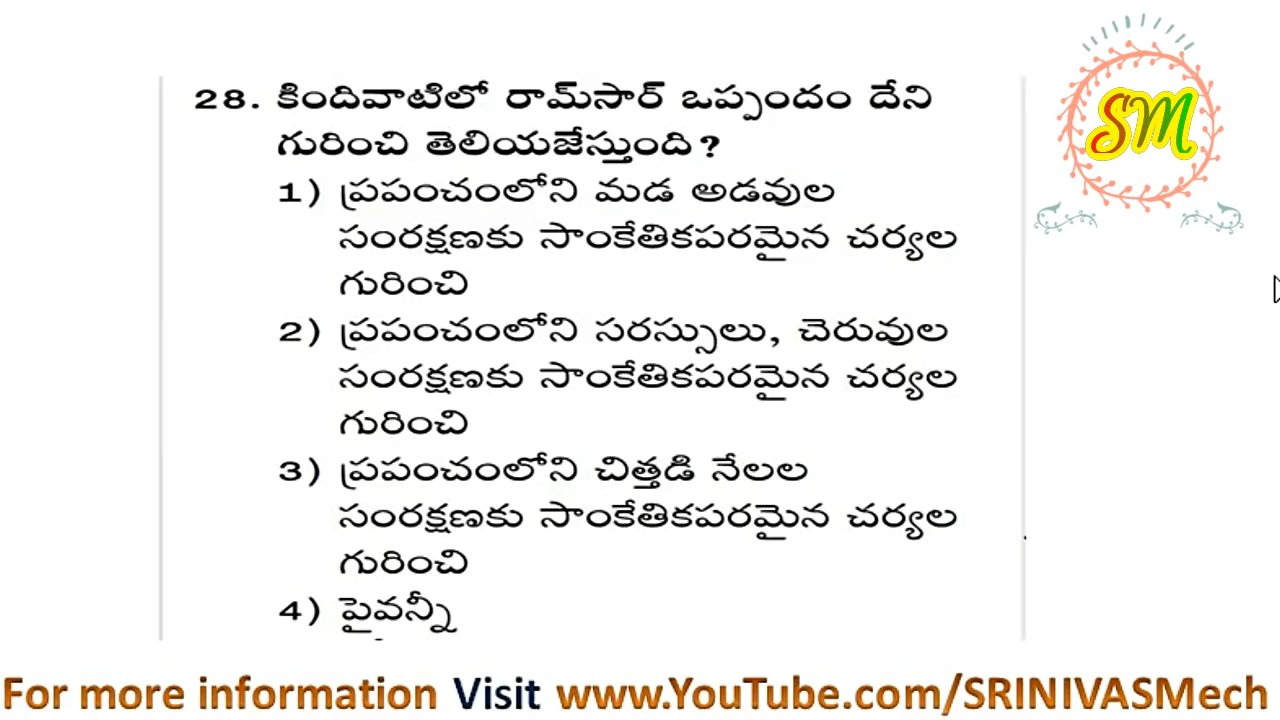 28. కిందివాటిలో రామ్‌సార్ ఒప్పందం దేని
గురించి తెలియజేస్తుంది?
1) ప్రపంచంలోని మడ అడవుల
సంరక్షణకు సాంకేతికపరమైన చర్యల
గురించి
2) ప్రపంచంలోని సరస్సులు, చెరువుల
సంరక్షణకు సాంకేతికపరమైన చర్యల
గురించి
3) ప్రపంచంలోని చిత్తడి నేలల
సంరక్షణకు సాంకేతికపరమైన చర్యల
గురించి
4) పైవన్నీ
SM
For more information Visit www.YouTube.com/SRINIVASMech